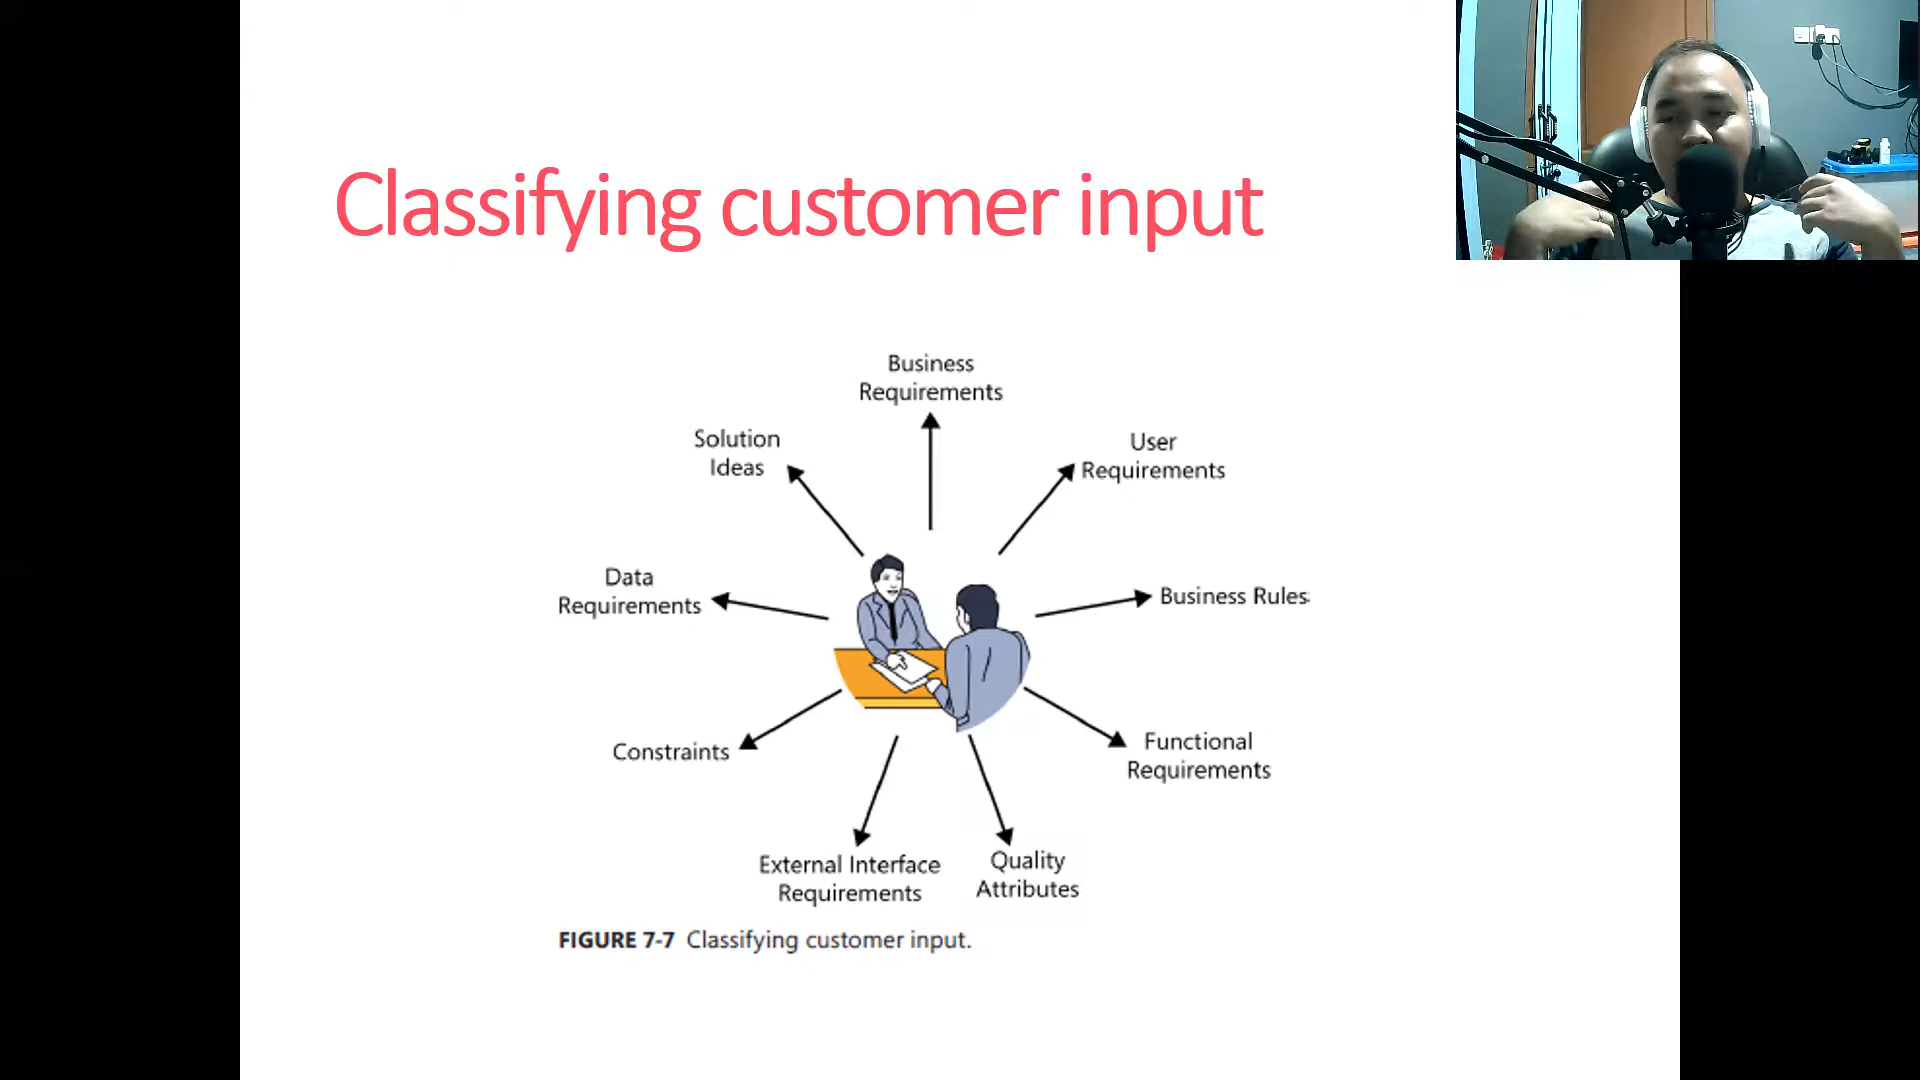 Classifying customer input
Business
Requirements
Solution
Ideas
User
Requirements
Data
Requirements
Business Rules
Constraints
Functional
Requirements
External Interface
Requirements
Quality
Attributes
FIGURE 7-7 Classifying customer input.